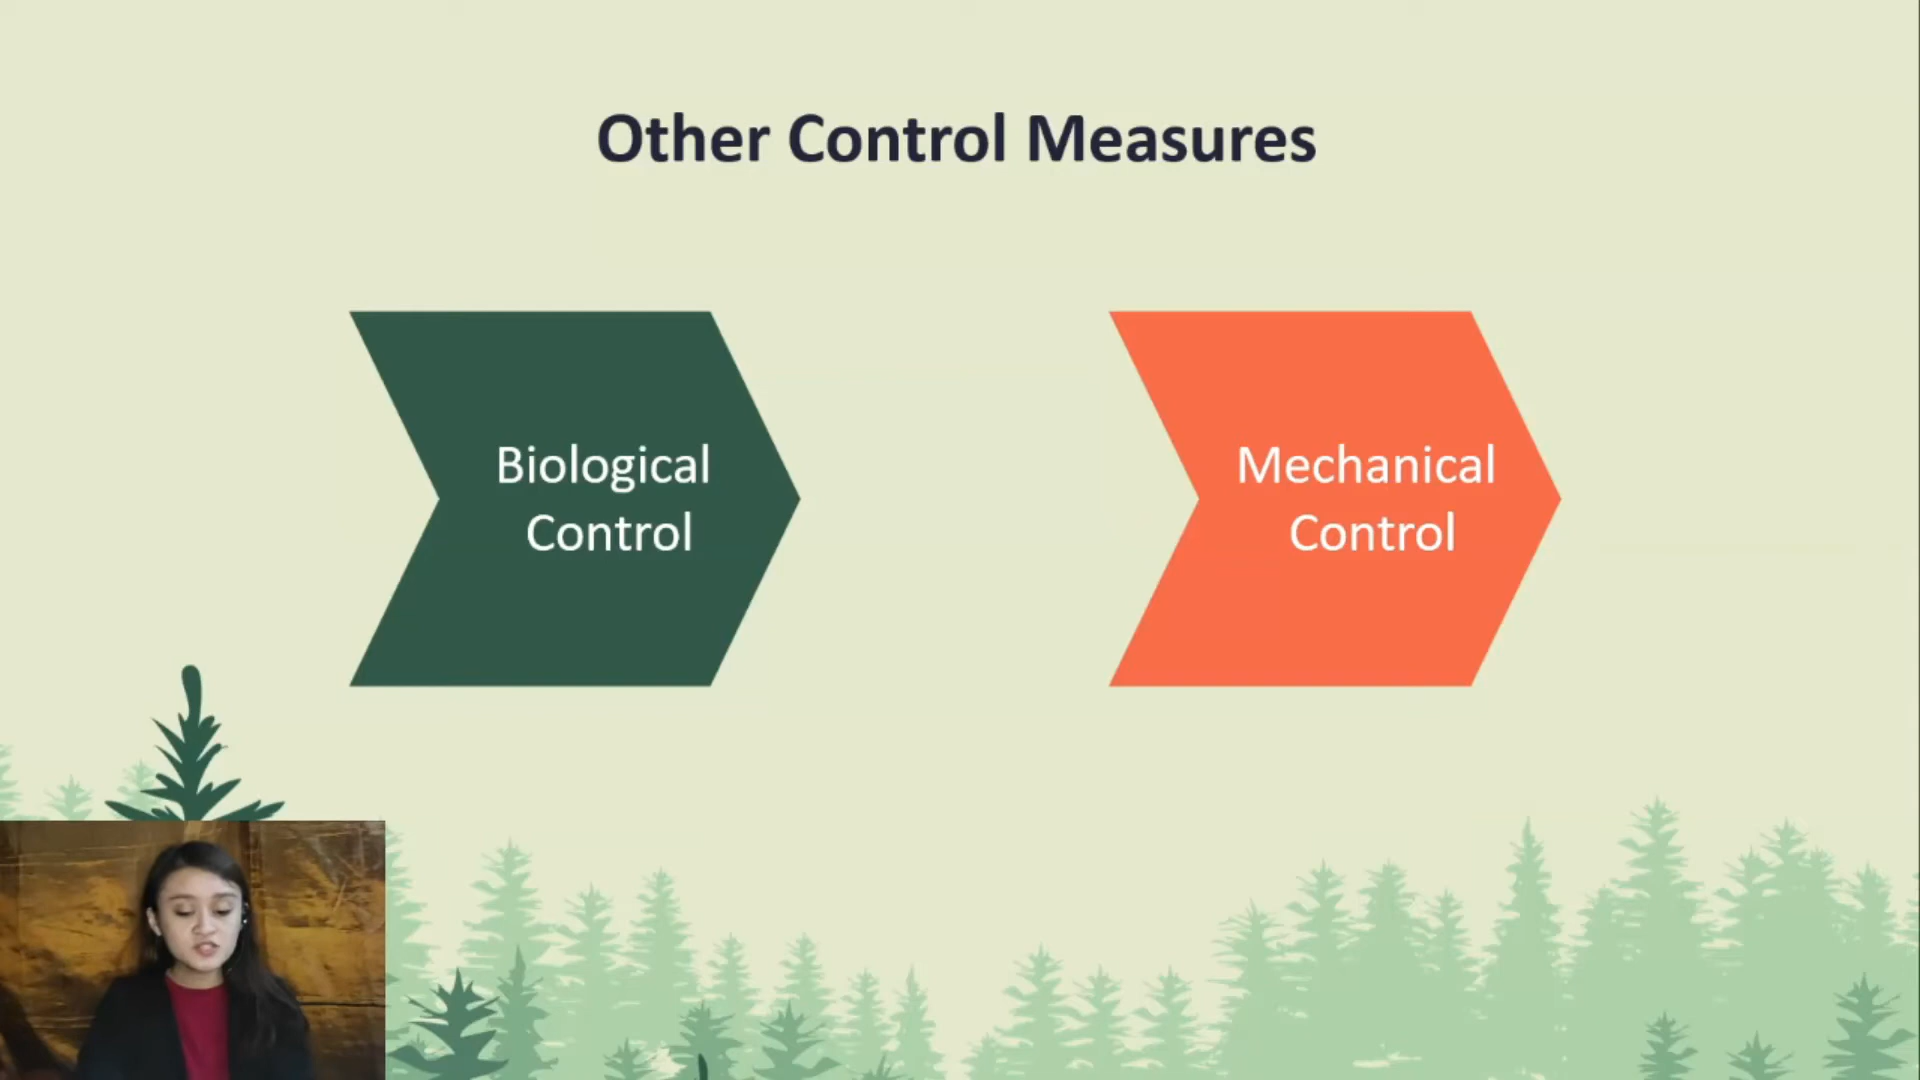 Other Control Measures
Biological
Control
Mechanical
Control